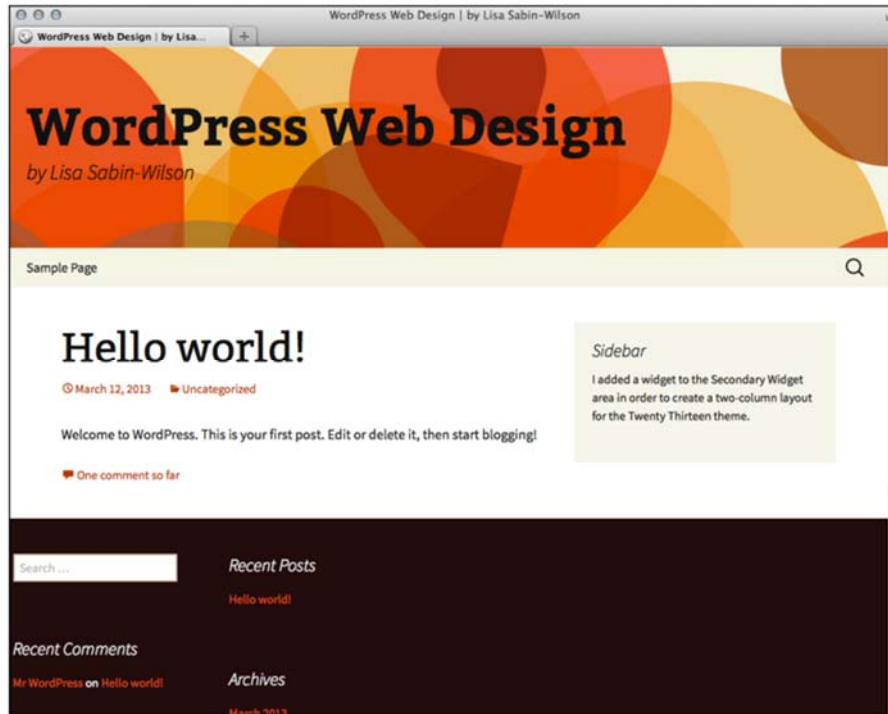 WordPress Web Design | by Lisa Sabin-Wilson
WordPress Web Design | by Lisa...
WordPress Web Design
by Lisa Sabin-Wilson
Sample Page
Hello world!
March 12, 2013 Uncategorized
Welcome to WordPress. This is your first post. Edit or delete it, then start blogging!
One comment so far
Sidebar
I added a widget to the Secondary Widget
area in order to create a two-column layout
for the Twenty Thirteen theme.
Search ...
Recent Comments
Mr WordPress on Hello world!
Recent Posts
Hello world!
Archives
March 2013